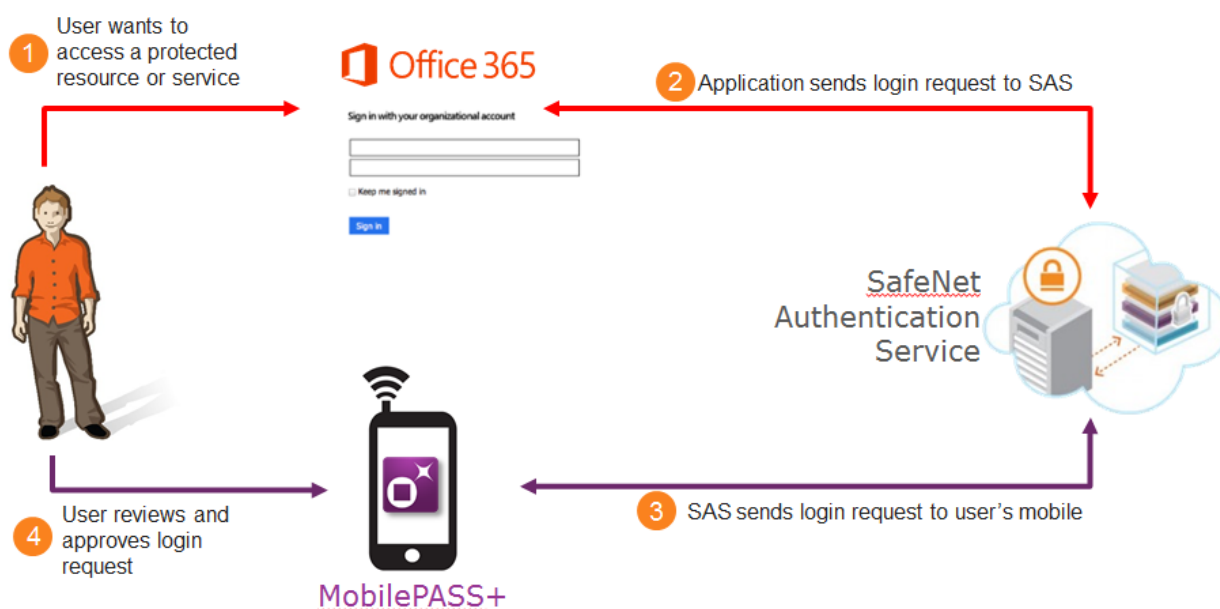 1
User wants to
access a protected
resource or service
Office 365
Sign in with your organizational account
Keep me signed in
Sign in
2
Application sends login request to SAS
SafeNet
Authentication
Service
3
SAS sends login request to user's mobile
4
User reviews and
approves login
request
MobilePASS+